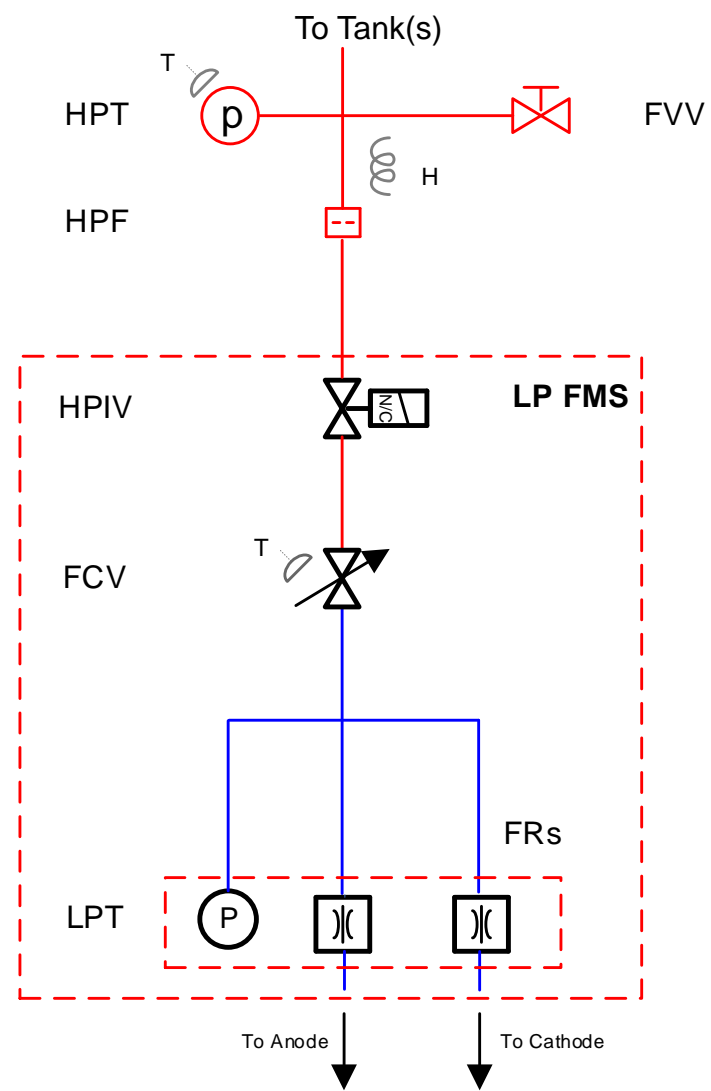 To Tank(s)
T
HPT
p
FVV
H
HPF
HPIV
N/C
LP FMS
T
FCV
FRs
LPT
P
To Anode
To Cathode